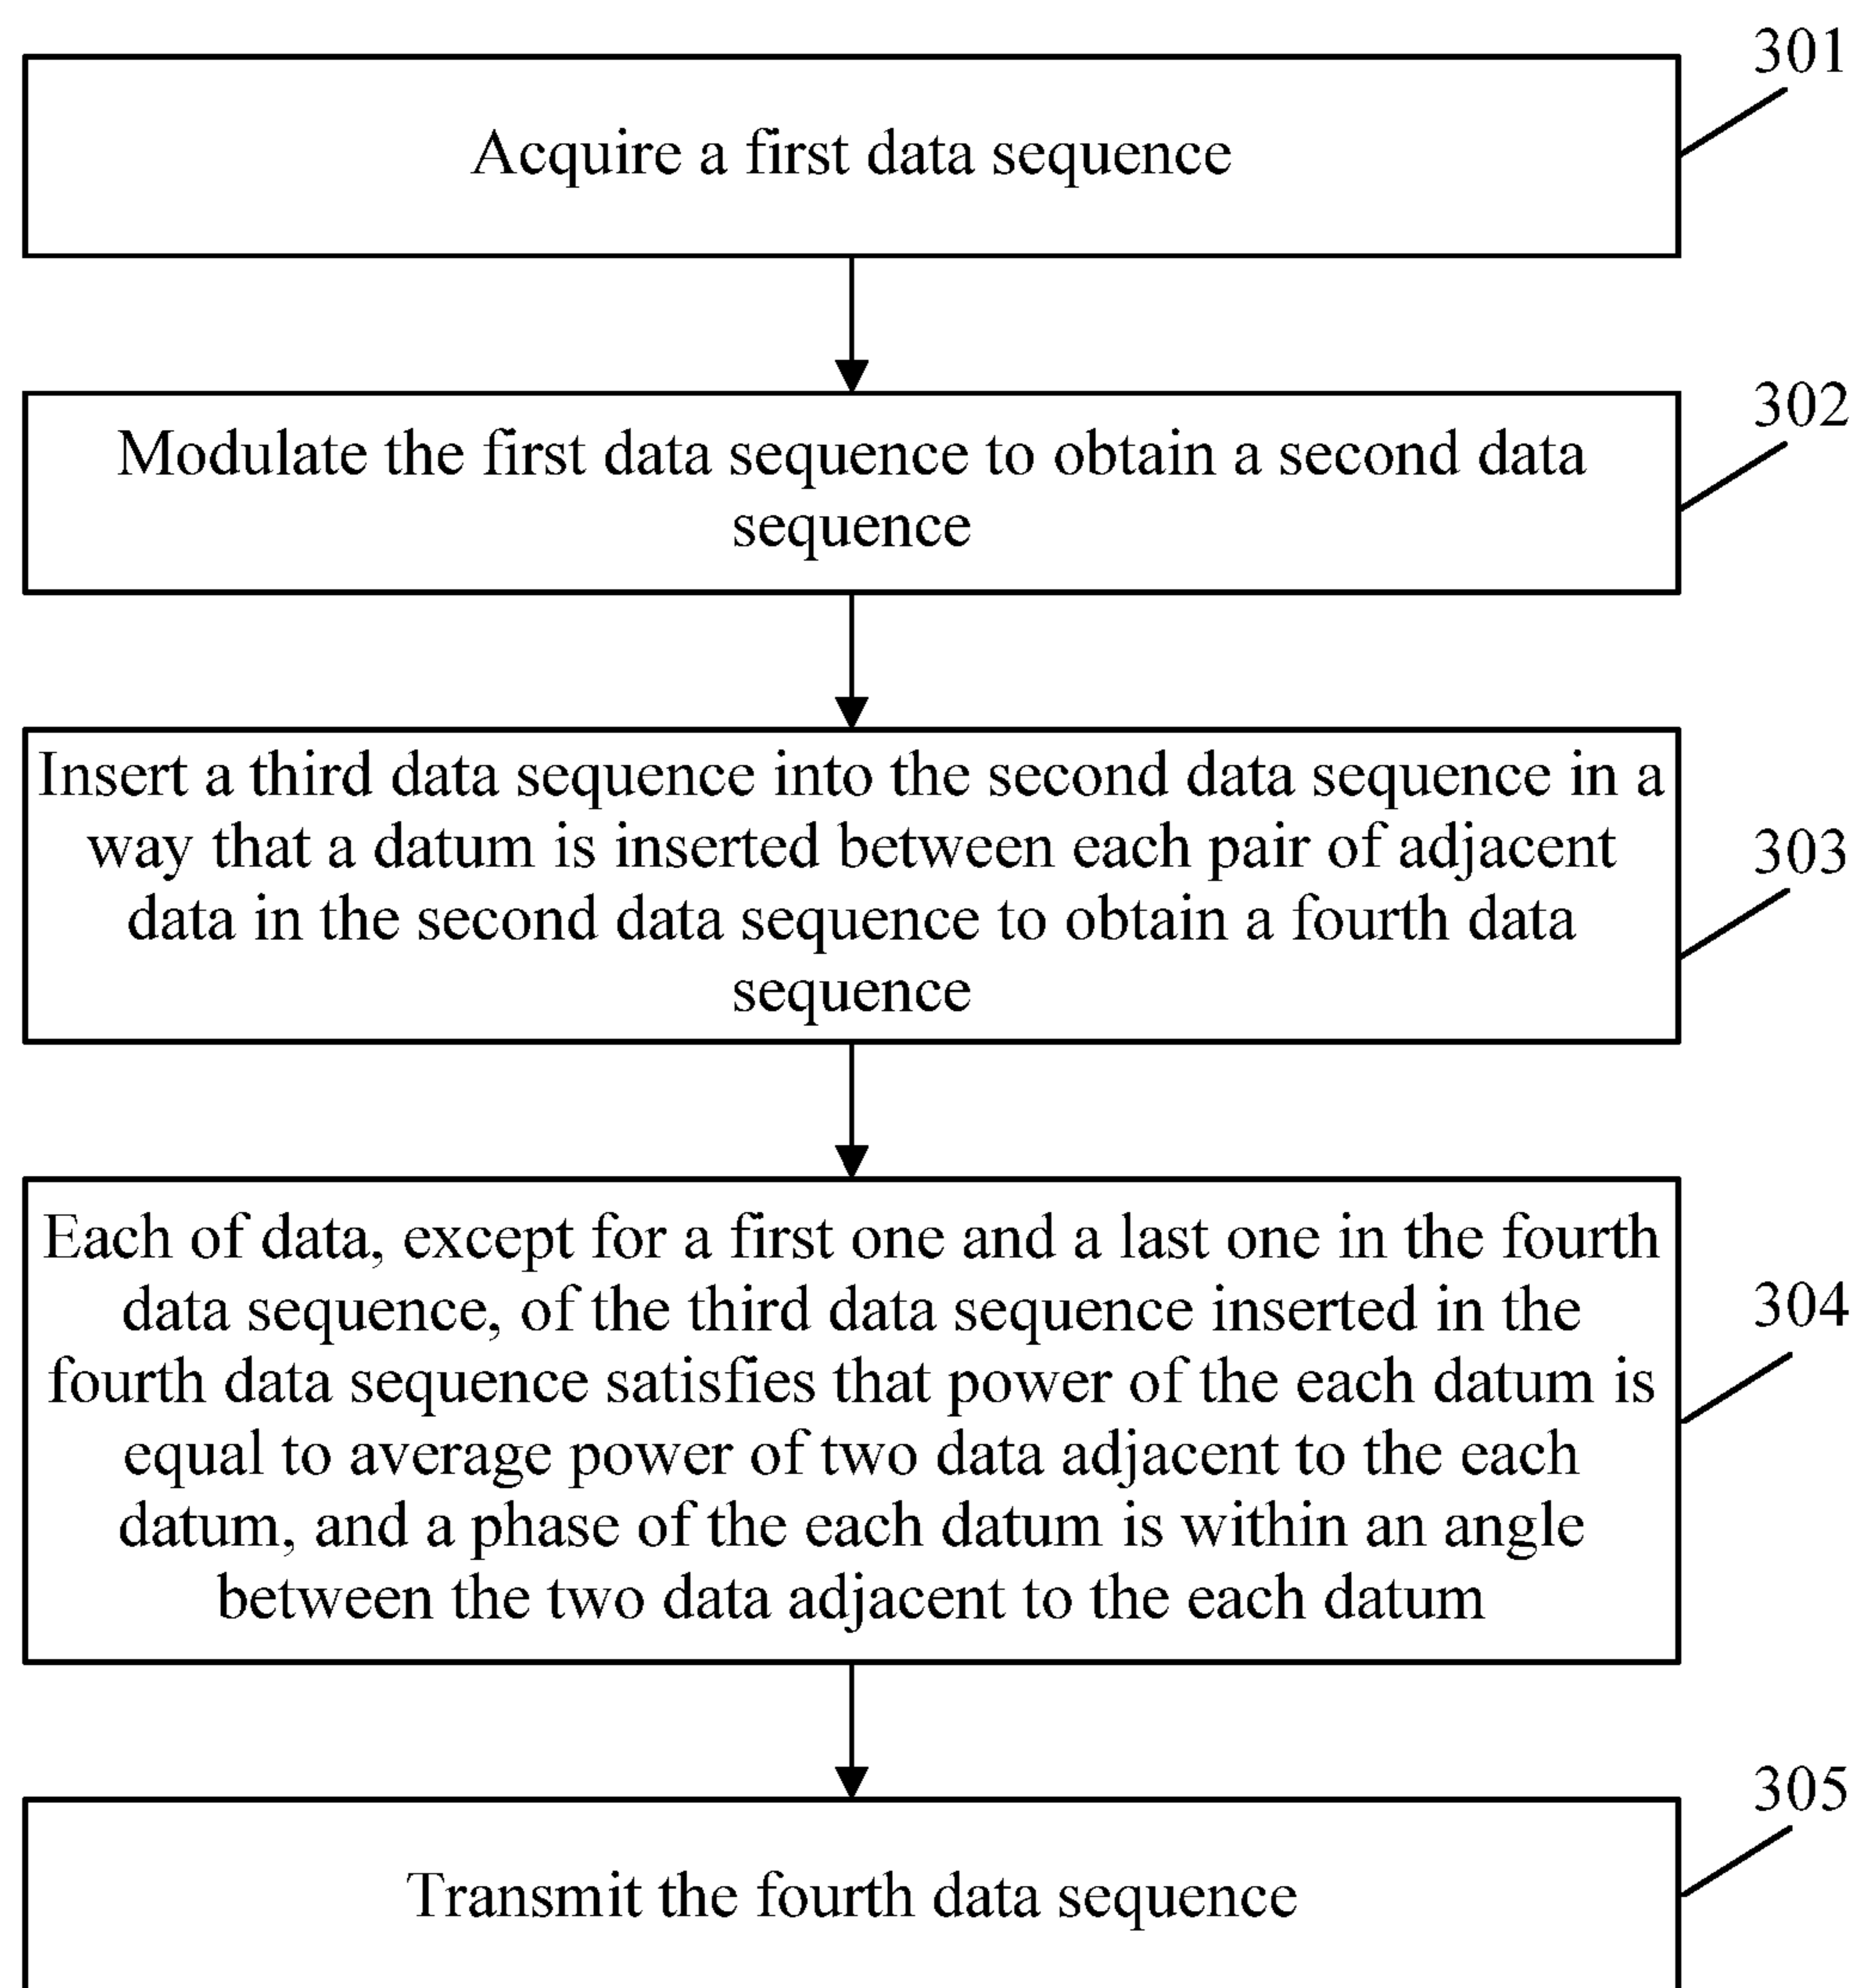 301
Acquire a first data sequence
302
Modulate the first data sequence to obtain a second data
sequence
Insert a third data sequence into the second data sequence in a
way that a datum is inserted between each pair of adjacent
303
data in the second data sequence to obtain a fourth data
sequence
Each of data, except for a first one and a last one in the fourth
data sequence, of the third data sequence inserted in the
304
fourth data sequence satisfies that power of the each datum is
equal to average power of two data adjacent to the each
datum, and a phase of the each datum is within an angle
between the two data adjacent to the each datum
305
Transmit the fourth data sequence